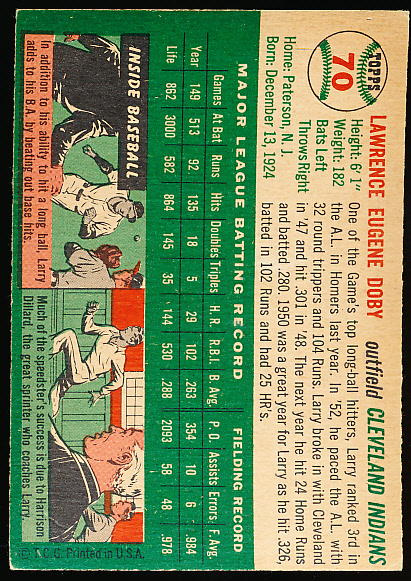 TOPPS
70
LAWRENCE EUGENE DOBY
outfield CLEVELAND INDIANS
Height: 6'1"
Weight: 182
Bats Left
Throws Right
Home: Paterson, N. J.
Born: December 13, 1924
One of the Game's top long-ball hitters, Larry ranked 3rd in
the A.L. in Homers last year. In '52, he paced the A.L. with
32 round trippers and 104 Runs. Larry broke in with Cleveland
in '47 and hit .301 in '48. The next year he hit 24 Home Runs
and batted .280. 1950 was a great year for Larry as he hit .326,
batted in 102 Runs and had 25 HR's.
MAJOR LEAGUE BATTING RECORD FIELDING RECORD
Games At-Bat Runs Hits Doubles Triples H. R. R.B.I. B. Avg. P. O. Assists Errors F. Avg.
Year 149 513 92 135 18 5 29 102 .263 354 10 6 .984
Life 862 3000 582 864 145 35 144 530 .288 2093 56 48 .978
INSIDE BASEBALL
In addition to his ability to hit a long ball, Larry
adds to his B.A. by beating out base hits.
Much of the speedster's success is due to Harrison
Dillard, the great sprinter who coaches Larry.
© T.C.G. Printed in U.S.A.